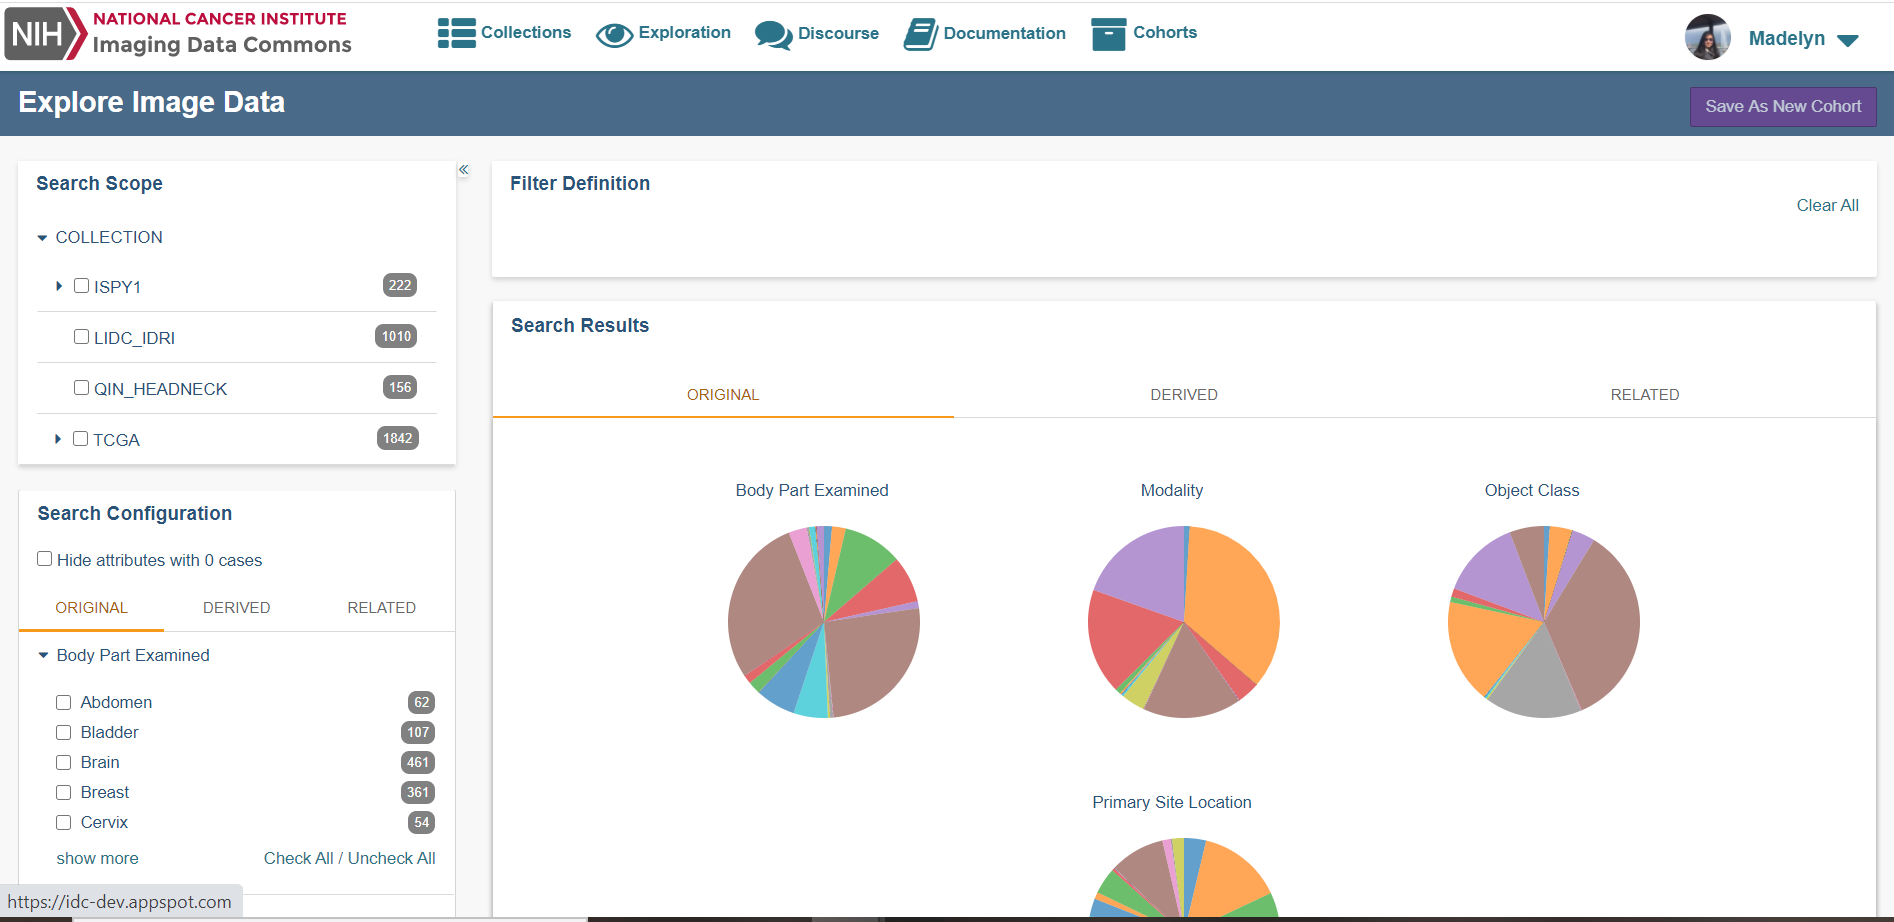 NIH NATIONAL CANCER INSTITUTE
Imaging Data Commons
Collections
Exploration
Discourse
Documentation
Cohorts
Madelyn
Explore Image Data
Save As New Cohort
Search Scope
«
COLLECTION
ISPY1 222
LIDC_IDRI 1010
QIN_HEADNECK 156
TCGA 1842
Search Configuration
Hide attributes with 0 cases
ORIGINAL DERIVED RELATED
Body Part Examined
Abdomen 62
Bladder 107
Brain 461
Breast 361
Cervix 54
show more Check All / Uncheck All
https://idc-dev.appspot.com
Filter Definition
Clear All
Search Results
ORIGINAL DERIVED RELATED
Body Part Examined
Modality
Object Class
Primary Site Location